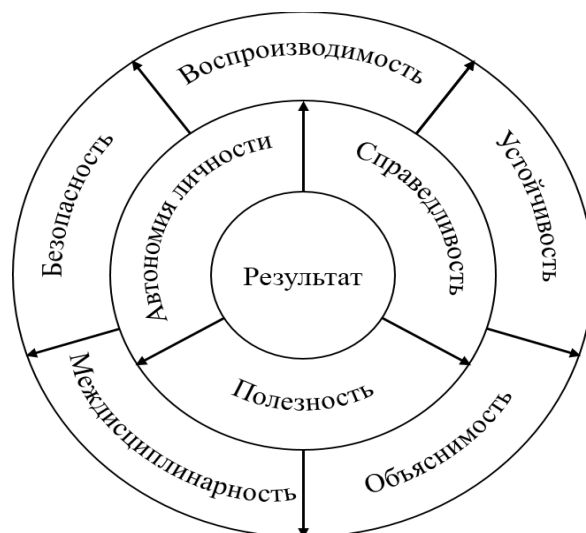 Воспроизводимость
Безопасность
Устойчивость
Автономия личности
Справедливость
Результат
Полезность
Междисциплинарность
Объяснимость